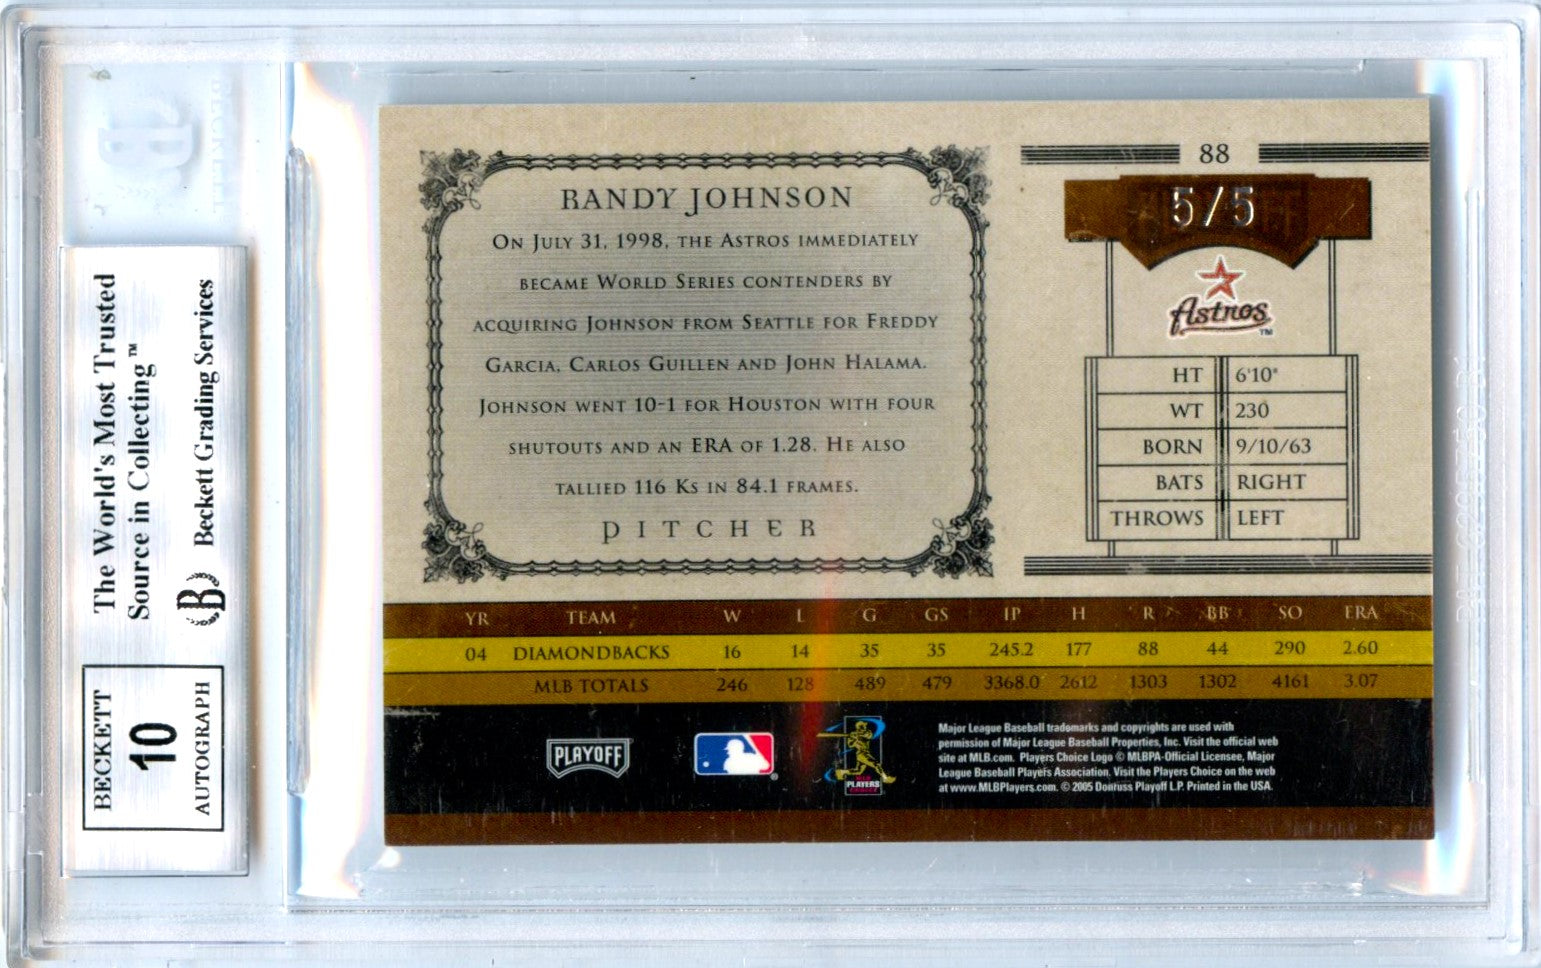 The World's Most Trusted
Source in Collecting™
Beckett Grading Services
B
BECKETT
10
AUTOGRAPH
RANDY JOHNSON
ON JULY 31, 1998, THE ASTROS IMMEDIATELY
BECAME WORLD SERIES CONTENDERS BY
ACQUIRING JOHNSON FROM SEATTLE FOR FREDDY
GARCIA, CARLOS GUILLEN AND JOHN HALAMA.
JOHNSON WENT 10-1 FOR HOUSTON WITH FOUR
SHUTOUTS AND AN ERA OF 1.28. HE ALSO
TALLIED 116 KS IN 84.1 FRAMES.
PITCHER
88
5/5
Astros™
HT 6'10"
WT 230
BORN 9/10/63
BATS RIGHT
THROWS LEFT
YR TEAM W L G GS IP H R BB SO ERA
04 DIAMONDBACKS 16 14 35 35 245.2 177 88 44 290 2.60
MLB TOTALS 246 128 489 479 3368.0 2612 1303 1302 4161 3.07
PLAYOFF
MLB
PLAYERS
CHOICE
Major League Baseball trademarks and copyrights are used with
permission of Major League Baseball Properties, Inc. Visit the official web
site at MLB.com. Players Choice Logo © MLBPA-Official Licensee, Major
League Baseball Players Association. Visit the Players Choice on the web
at www.MLBPlayers.com. © 2005 Donruss Playoff L.P. Printed in the USA.